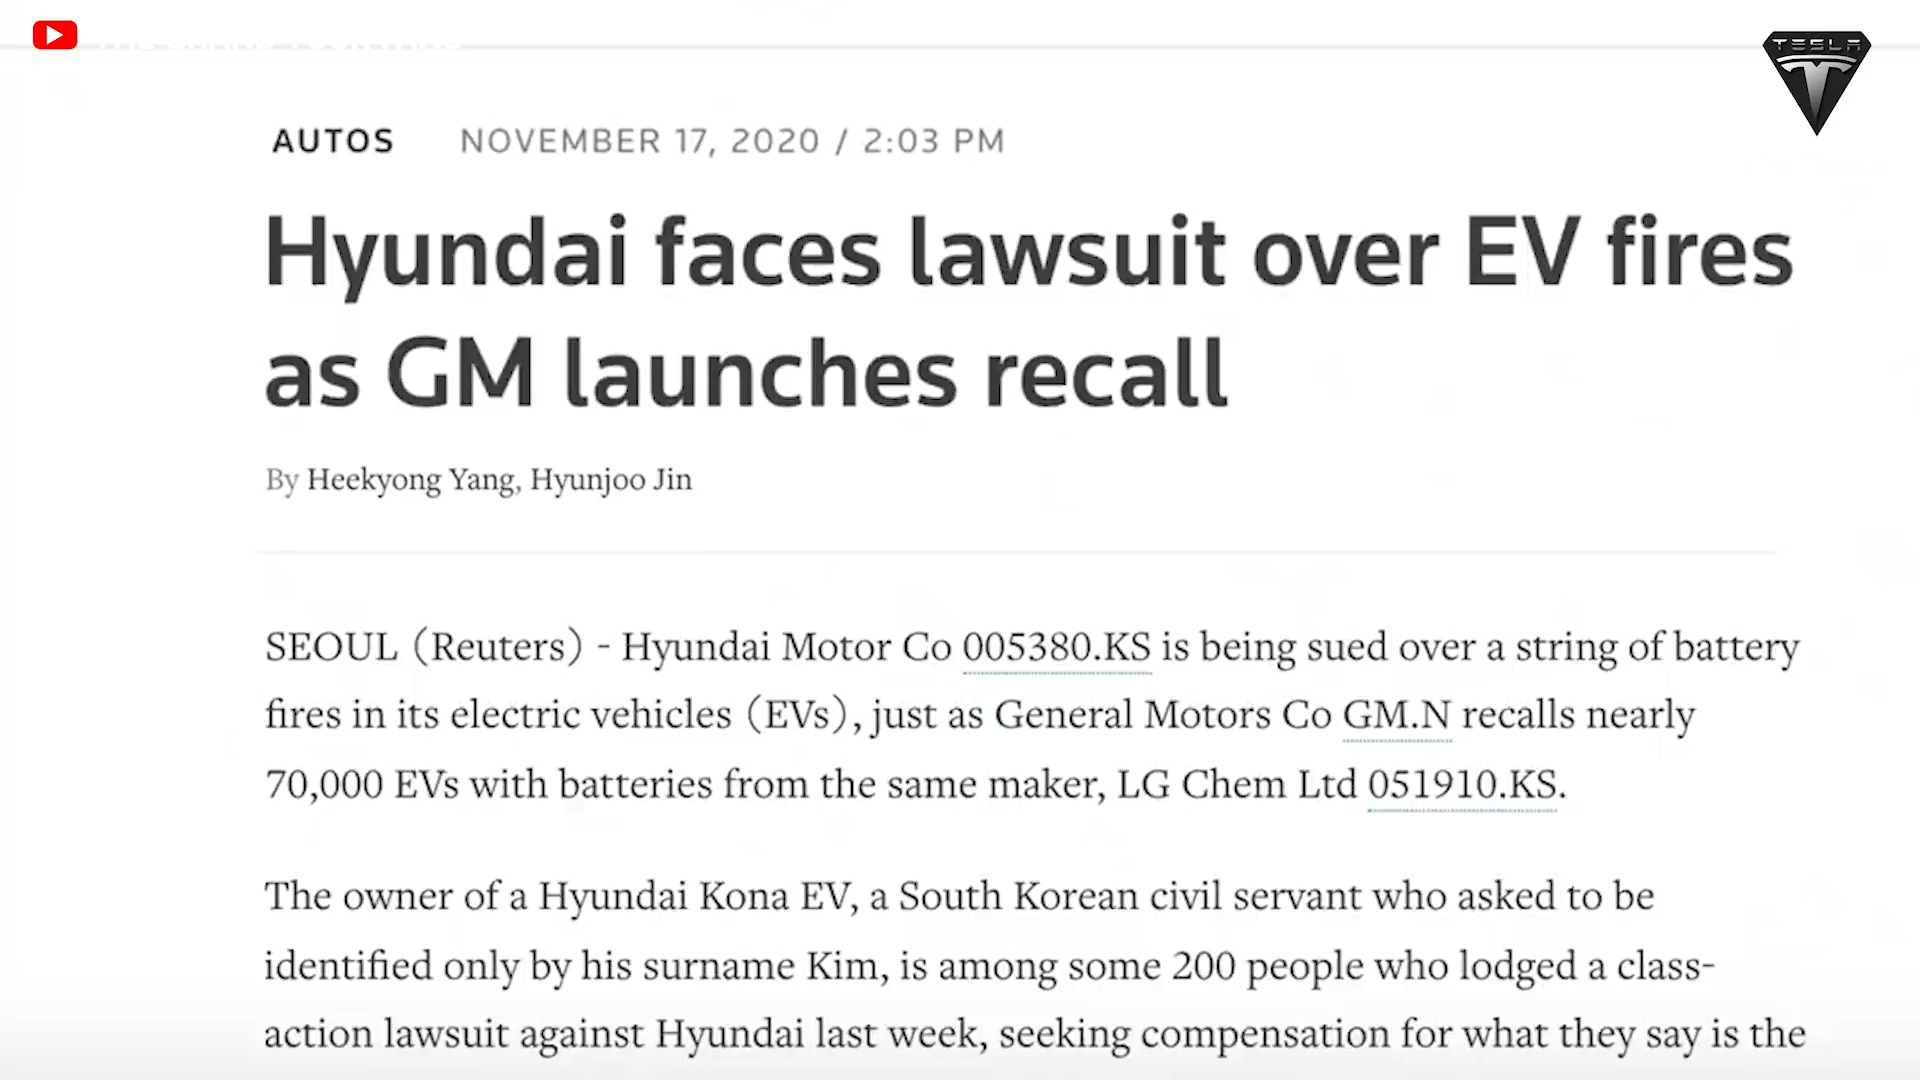 TESLA
AUTOS NOVEMBER 17, 2020 / 2:03 PM
Hyundai faces lawsuit over EV fires
as GM launches recall
By Heekyong Yang, Hyunjoo Jin
SEOUL (Reuters) - Hyundai Motor Co 005380.KS is being sued over a string of battery
fires in its electric vehicles (EVs), just as General Motors Co GM.N recalls nearly
70,000 EVs with batteries from the same maker, LG Chem Ltd 051910.KS.
The owner of a Hyundai Kona EV, a South Korean civil servant who asked to be
identified only by his surname Kim, is among some 200 people who lodged a class-
action lawsuit against Hyundai last week, seeking compensation for what they say is the